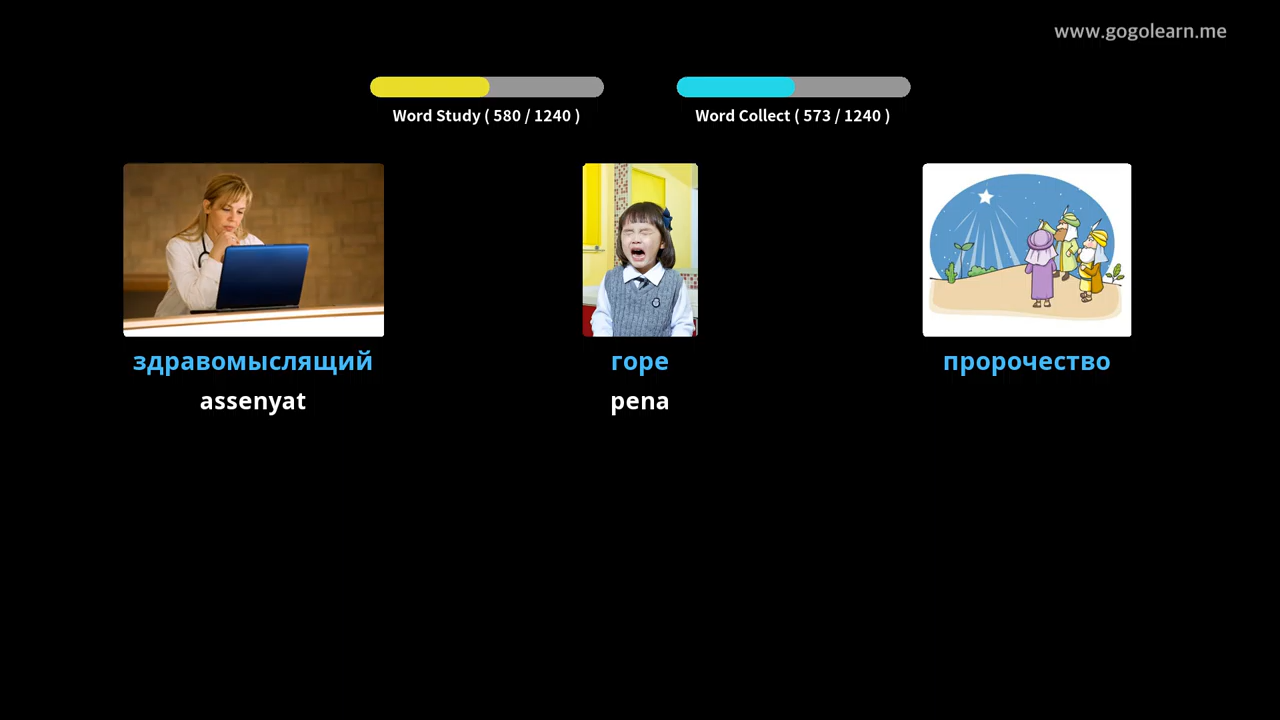 www.gogolearn.me
Word Study ( 580 / 1240 )
Word Collect ( 573 / 1240 )
здравомыслящий
горе
пророчество
assenyat
pena